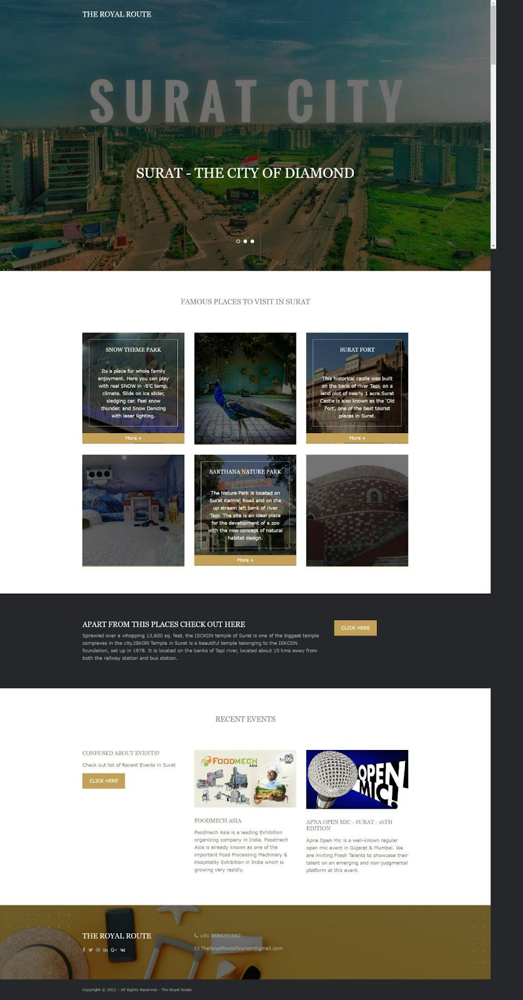 THE ROYAL ROUTE
SURAT CITY
SURAT - THE CITY OF DIAMOND
FAMOUS PLACES TO VISIT IN SURAT
SNOW THEME PARK
Its a place for whole family
enjoyment. Here you can play
with real SNOW in -5'C temp.
climate. Slide on ice slider,
sledging car. Feel snow
thunder. and Snow Dancing
with laser lighting.
More »
SURAT FORT
This historical castle was built
on the bank of river Tapi, on a
land plot of nearly 1 acre.Surat
Castle is also known as the 'Old
Fort', one of the best tourist
places in Surat.
More »
SARTHANA NATURE PARK
The Nature Park is located on
Surat Kamrej Road and on the
up stream left bank of river
Tapi. The site is an ideal place
for the development of a zoo
with the new concept of natural
habitat design.
More »
APART FROM THIS PLACES CHECK OUT HERE
Sprawled over a whopping 13,600 sq. feet, the ISCKON temple of Surat is one of the biggest temple
complexes in the city.ISKON Temple in Surat is a beautiful temple belonging to the ISKCON
foundation, set up in 1978. It is located on the banks of Tapi river, located about 15 kms away from
both the railway station and bus station.
CLICK HERE
RECENT EVENTS
CONFUSED ABOUT EVENTS?
Check out list of Recent Events in Surat
CLICK HERE
FOODMECH
ASIA
FOODMECH ASIA
Foodmech Asia is a leading Exhibition
organizing company in India. Foodmech
Asia is already known as one of the
important Food Processing Machinery &
Hospitality Exhibition in India which is
growing very rapidly.
OPEN
MIC!
APNA OPEN MIC - SURAT - 16TH
EDITION
Apna Open Mic is a well-known regular
open mic event in Gujarat & Mumbai. We
are inviting Fresh Talents to showcase their
talent on an emerging and non-judgmental
platform at this event.
THE ROYAL ROUTE
+91 8564231562
TheRoyalRouteTourism@gmail.com
Copyright © 2022 - All Rights Reserved - The Royal Route